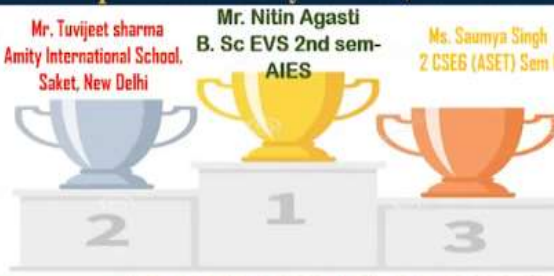 Mr. Tuvijeet sharma
Amity International School,
Saket, New Delhi
Mr. Nitin Agasti
B. Sc EVS 2nd sem-
AIES
Ms. Saumya Singh
2 CSE6 (ASET) Sem
2
1
3